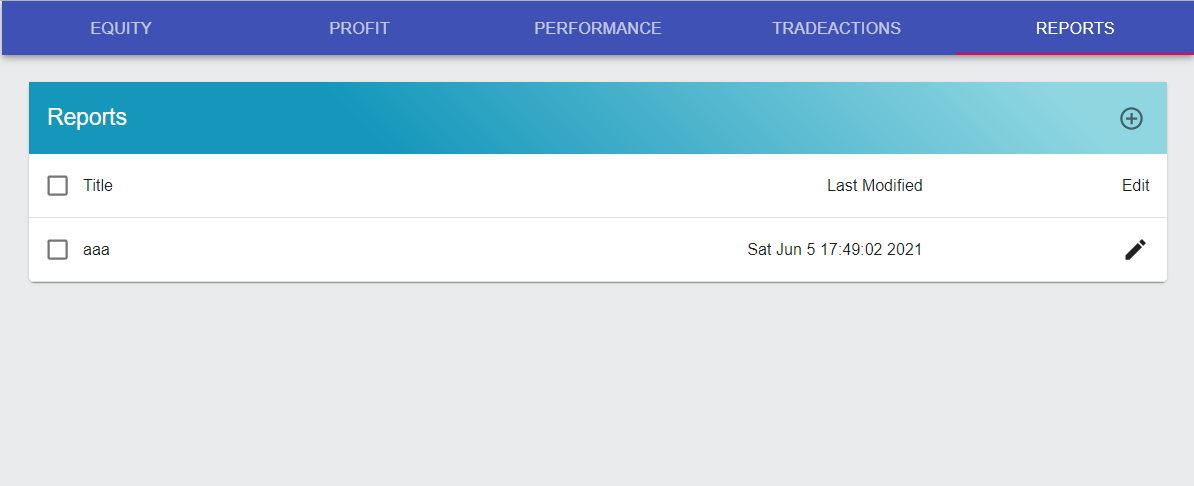 EQUITY PROFIT PERFORMANCE TRADEACTIONS REPORTS
Reports
Title Last Modified Edit
aaa Sat Jun 5 17:49:02 2021